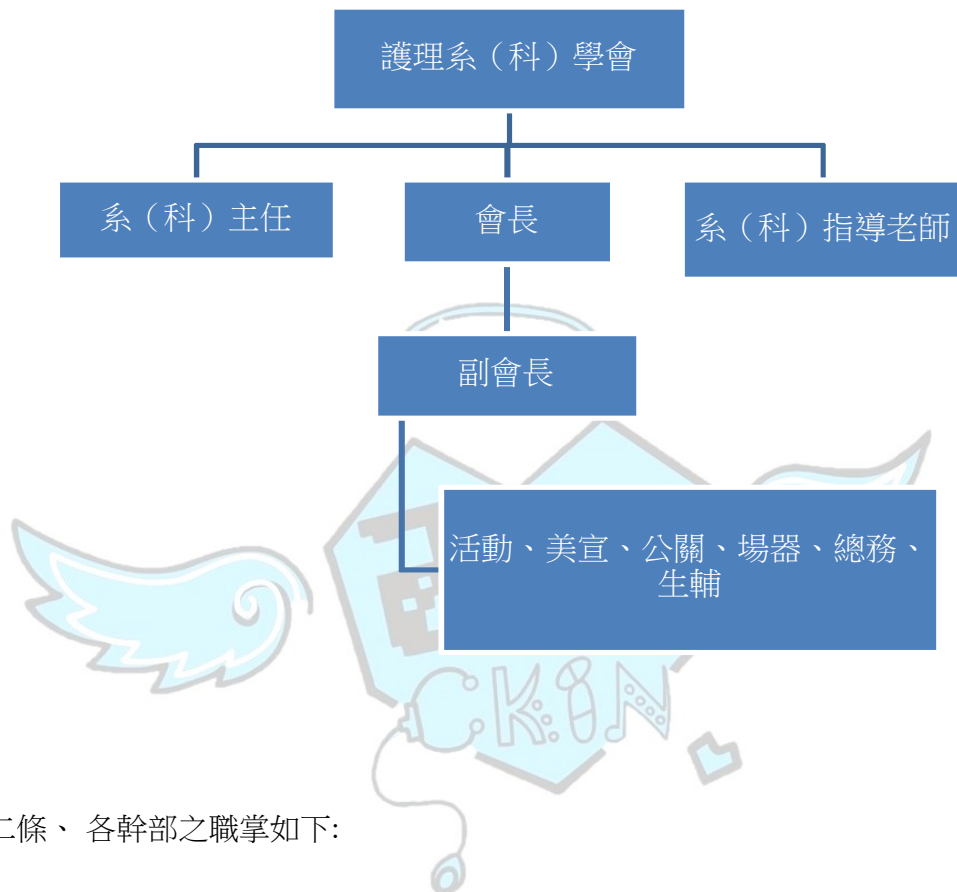 護理系（科）學會
系（科）主任
會長
系（科）指導老師
副會長
活動、美宣、公關、場器、總務、
生輔
CKIN
二條、 各幹部之職掌如下: